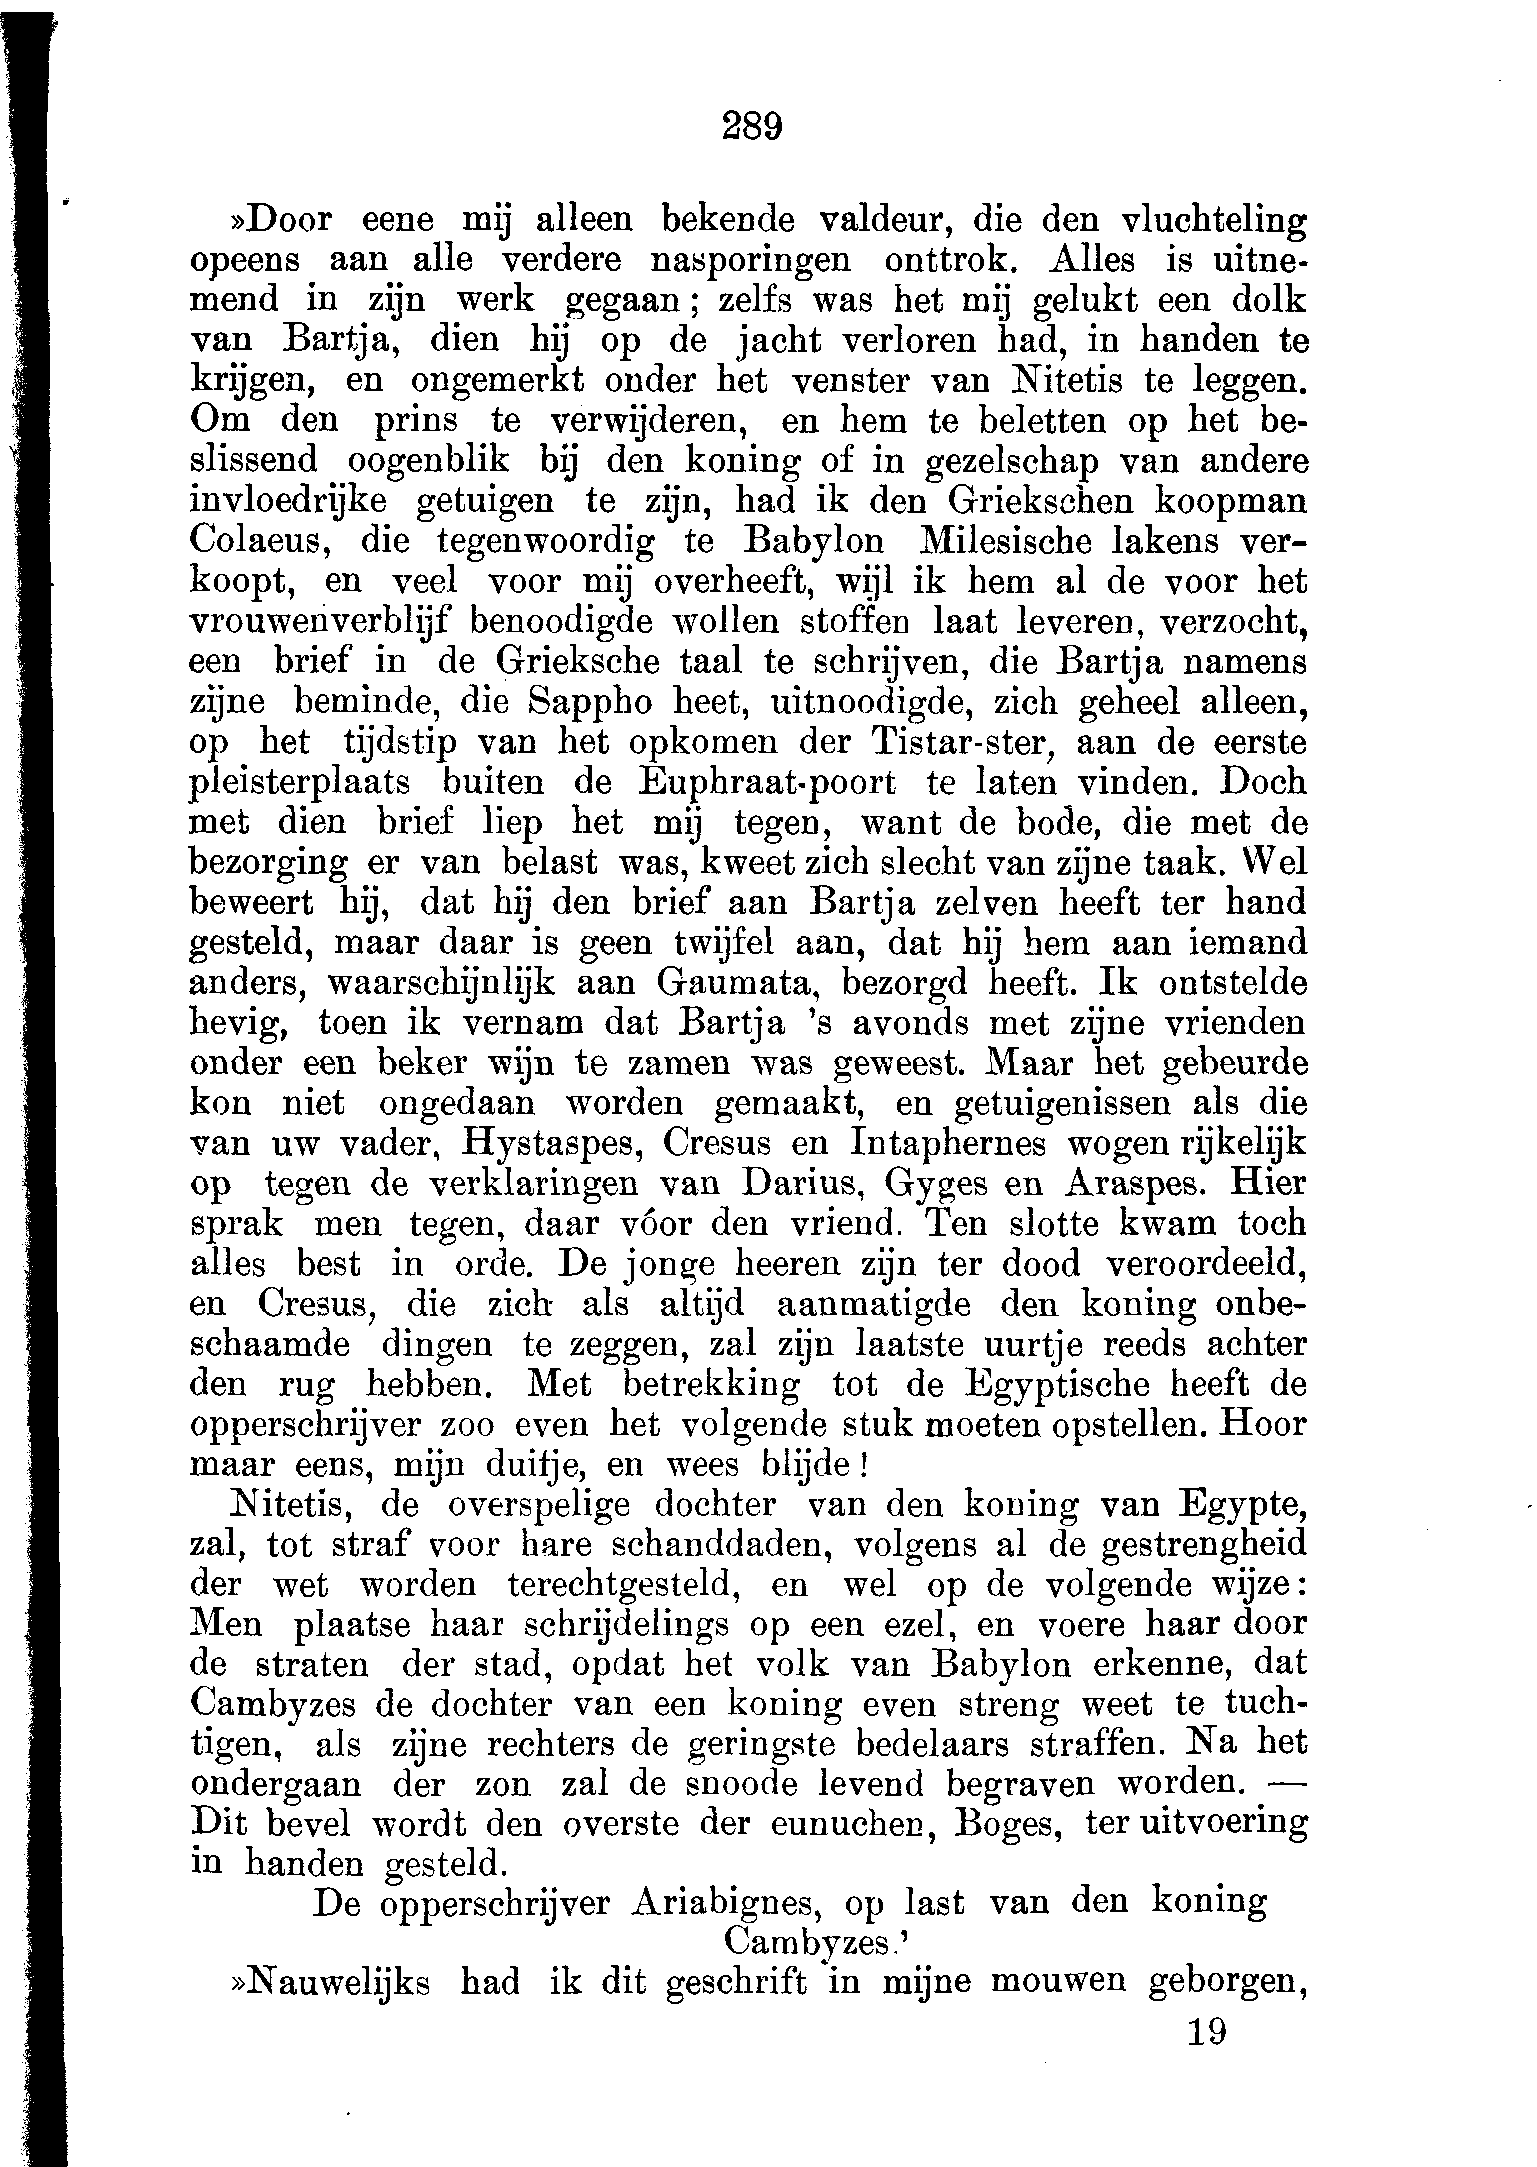 289
»Door eene mij alleen bekende valdeur, die den vluchteling
opeens aan alle verdere nasporingen onttrok. Alles is uitne-
mend in zijn werk gegaan; zelfs was het mij gelukt een dolk
van Bartja, dien hij op de jacht verloren had, in handen te
krijgen, en ongemerkt onder het venster van Nitetis te leggen.
Om den prins te verwijderen, en hem te beletten op het be-
slissend oogenblik bij den koning of in gezelschap van andere
invloedrijke getuigen te zijn, had ik den Griekschen koopman
Colaeus, die tegenwoordig te Babylon Milesische lakens ver-
koopt, en veel voor mij overheeft, wijl ik hem al de voor het
vrouwenverblijf benoodigde wollen stoffen laat leveren, verzocht,
een brief in de Grieksche taal te schrijven, die Bartja namens
zijne beminde, die Sappho heet, uitnoodigde, zich geheel alleen,
op het tijdstip van het opkomen der Tistar-ster, aan de eerste
pleisterplaats buiten de Euphraat-poort te laten vinden. Doch
met dien brief liep het mij tegen, want de bode, die met de
bezorging er van belast was, kweet zich slecht van zijne taak. Wel
beweert hij, dat hij den brief aan Bartja zelven heeft ter hand
gesteld, maar daar is geen twijfel aan, dat hij hem aan iemand
anders, waarschijnlijk aan Gaumata, bezorgd heeft. Ik ontstelde
hevig, toen ik vernam dat Bartja 's avonds met zijne vrienden
onder een beker wijn te zamen was geweest. Maar het gebeurde
kon niet ongedaan worden gemaakt, en getuigenissen als die
van uw vader, Hystaspes, Cresus en Intaphernes wogen rijkelijk
op tegen de verklaringen van Darius, Gyges en Araspes. Hier
sprak men tegen, daar vóor den vriend. Ten slotte kwam toch
alles best in orde. De jonge heeren zijn ter dood veroordeeld,
en Cresus, die zich als altijd aanmatigde den koning onbe-
schaamde dingen te zeggen, zal zijn laatste uurtje reeds achter
den rug hebben. Met betrekking tot de Egyptische heeft de
opperschrijver zoo even het volgende stuk moeten opstellen. Hoor
maar eens, mijn duifje, en wees blijde!
Nitetis, de overspelige dochter van den koning van Egypte,
zal, tot straf voor hare schanddaden, volgens al de gestrengheid
der wet worden terechtgesteld, en wel op de volgende wijze:
Men plaatse haar schrijdelings op een ezel, en voere haar door
de straten der stad, opdat het volk van Babylon erkenne, dat
Cambyzes de dochter van een koning even streng weet te tuch-
tigen, als zijne rechters de geringste bedelaars straffen. Na het
ondergaan der zon zal de snoode levend begraven worden. —
Dit bevel wordt den overste der eunuchen, Boges, ter uitvoering
in handen gesteld.
De opperschrijver Ariabignes, op last van den koning
Cambyzes.'
»Nauwelijks had ik dit geschrift in mijne mouwen geborgen,
19